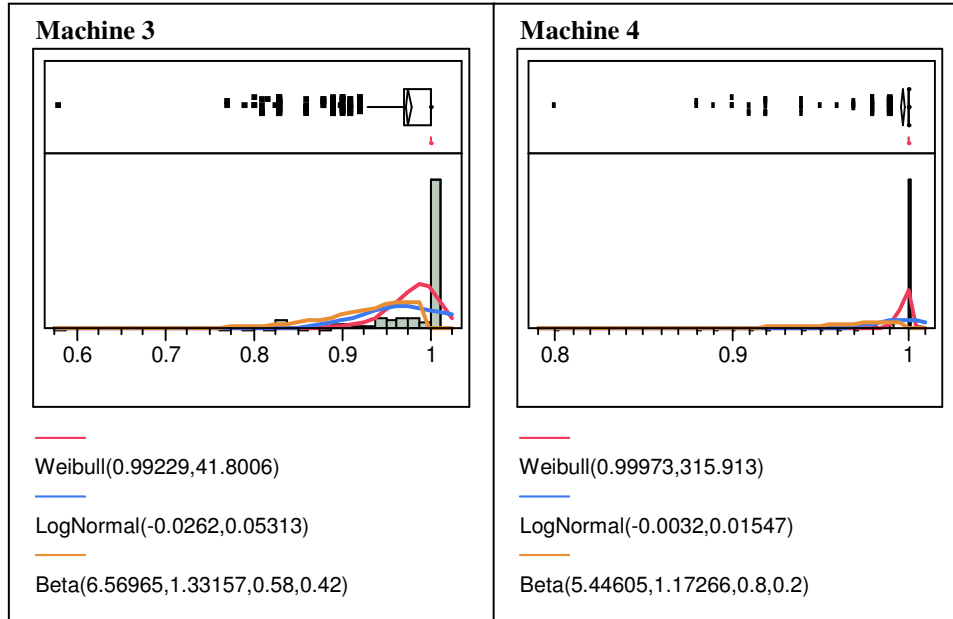 Machine 3
0.6 0.7 0.8 0.9 1
Weibull(0.99229,41.8006)
LogNormal(-0.0262,0.05313)
Beta(6.56965,1.33157,0.58,0.42)
Machine 4
0.8 0.9 1
Weibull(0.99973,315.913)
LogNormal(-0.0032,0.01547)
Beta(5.44605,1.17266,0.8,0.2)